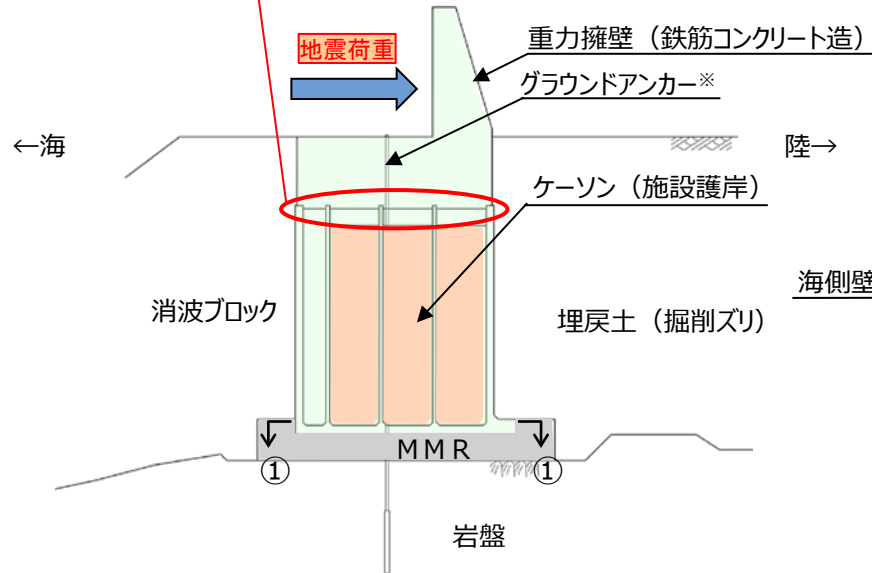 地震荷重
重力擁壁（鉄筋コンクリート造）
グラウンドアンカー※
←海
陸→
ケーソン（施設護岸）
海側壁
消波ブロック
埋戻土（掘削ズリ）
MMR
①
①
岩盤